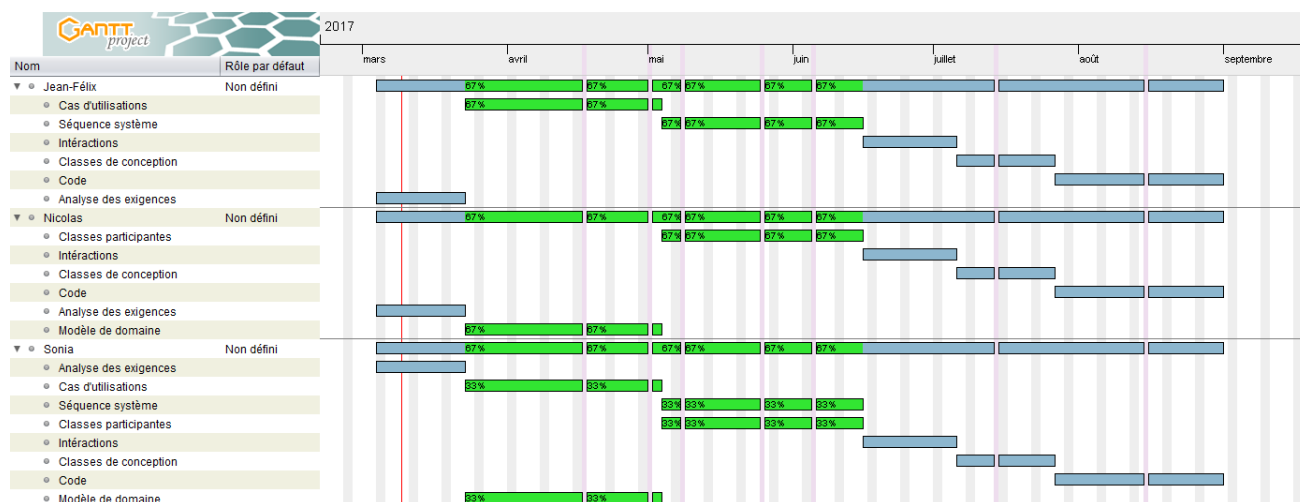 GANTT project
2017
mars avril mai juin juillet août septembre
Nom Rôle par défaut
Jean-Félix Non défini 67% 67% 67% 67% 67% 67%
Cas d'utilisations 67% 67%
Séquence système 67% 67% 67% 67%
Intéractions
Classes de conception
Code
Analyse des exigences
Nicolas Non défini 67% 67% 67% 67% 67% 67%
Classes participantes 67% 67% 67% 67%
Intéractions
Classes de conception
Code
Analyse des exigences
Modèle de domaine 67% 67%
Sonia Non défini 67% 67% 67% 67% 67% 67%
Analyse des exigences
Cas d'utilisations 33% 33%
Séquence système 33% 33% 33% 33%
Classes participantes 33% 33% 33% 33%
Intéractions
Classes de conception
Code
Modèle de domaine 33% 33%